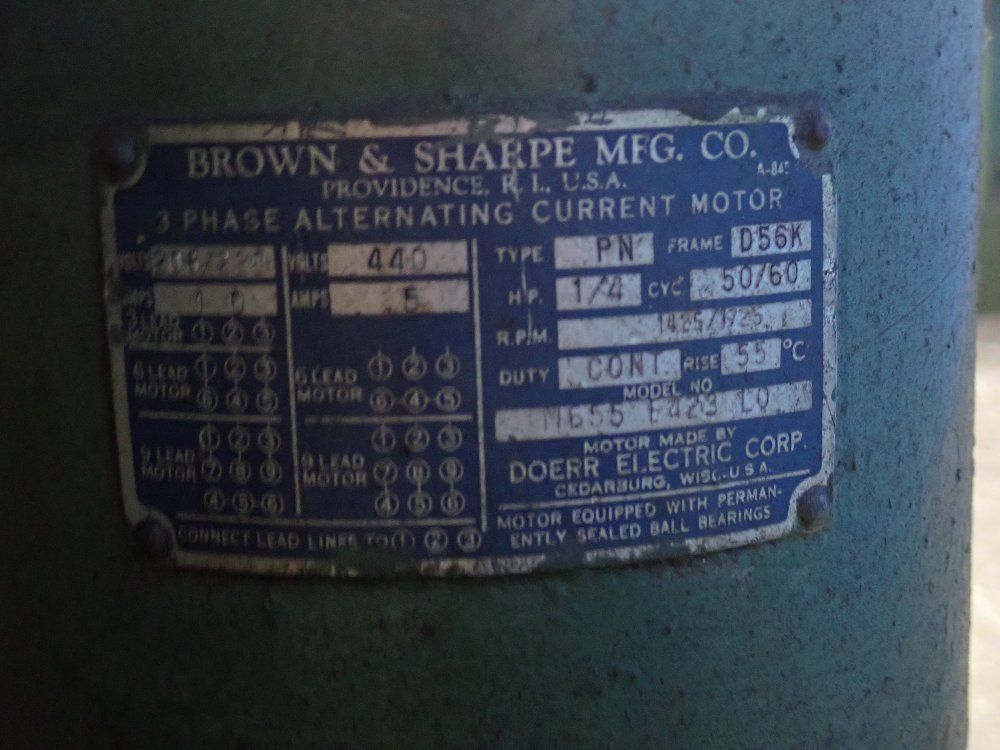 BROWN & SHARPE MFG. CO.
A-845
PROVIDENCE, R. I., U.S.A.
3 PHASE ALTERNATING CURRENT MOTOR
VOLTS
AMPS
3 LEAD MOTOR ① ② ③
6 LEAD ① ② ③
MOTOR ⑥ ④ ⑤
① ② ③
9 LEAD
MOTOR ⑦ ⑧ ⑨
④-⑤-⑥
VOLTS 440
AMPS .5
6 LEAD ① ② ③
MOTOR ⑥-④-⑤
① ② ③
9 LEAD
MOTOR ⑦ ⑧ ⑨
④ ⑤ ⑥
CONNECT LEAD LINES TO ① ② ③
TYPE PN FRAME D56K
H.P. 1/4 CYC 50/60
R.P.M. 1425/1725
DUTY CONT RISE 55 °C
MODEL NO
M655 LQ
MOTOR MADE BY
DOERR ELECTRIC CORP.
CEDARBURG, WISC. U.S.A.
MOTOR EQUIPPED WITH PERMAN-
ENTLY SEALED BALL BEARINGS